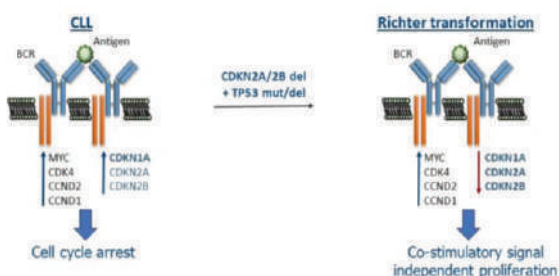 CLL
Antigen
BCR
MYC
CDK4
CCND2
CCND1
CDKN1A
CDKN2A
CDKN2B
Cell cycle arrest
CDKN2A/2B del
+ TP53 mut/del
Richter transformation
Antigen
BCR
MYC
CDK4
CCND2
CCND1
CDKN1A
CDKN2A
CDKN2B
Co-stimulatory signal
independent proliferation